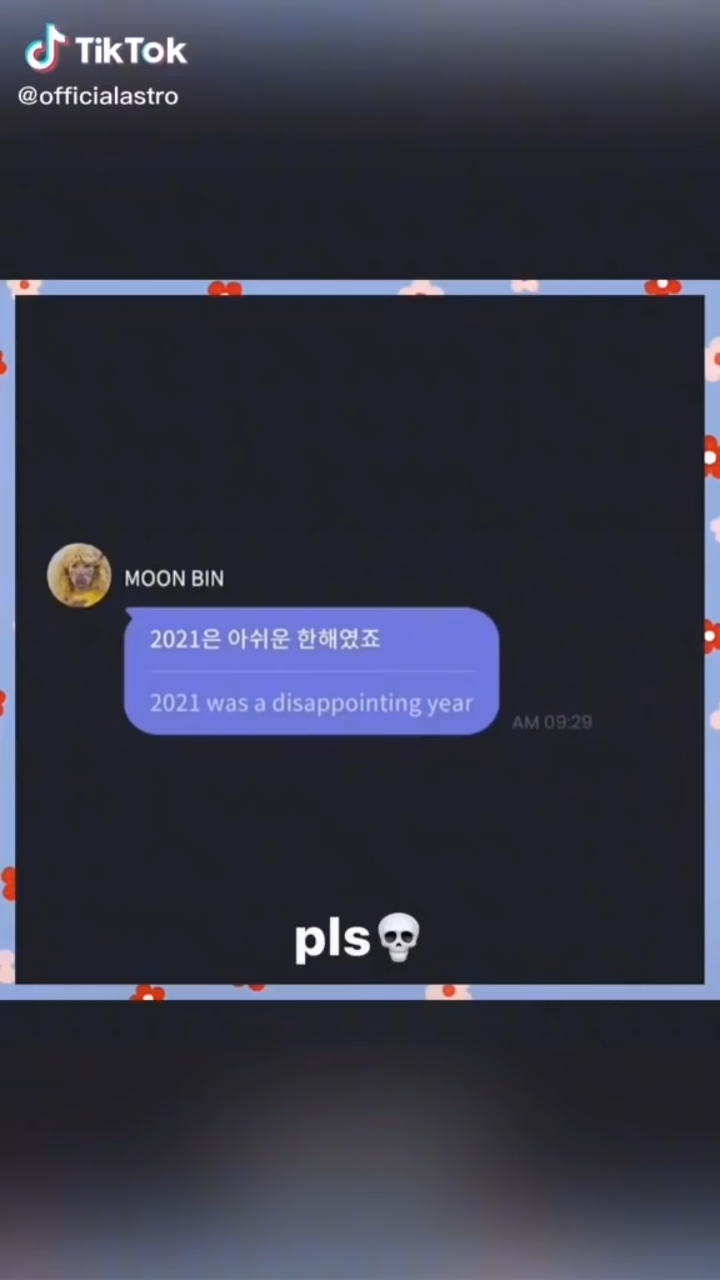 TikTok
@officialastro
MOON BIN
2021은 아쉬운 한해였죠
2021 was a disappointing year
AM 09:29
pls💀